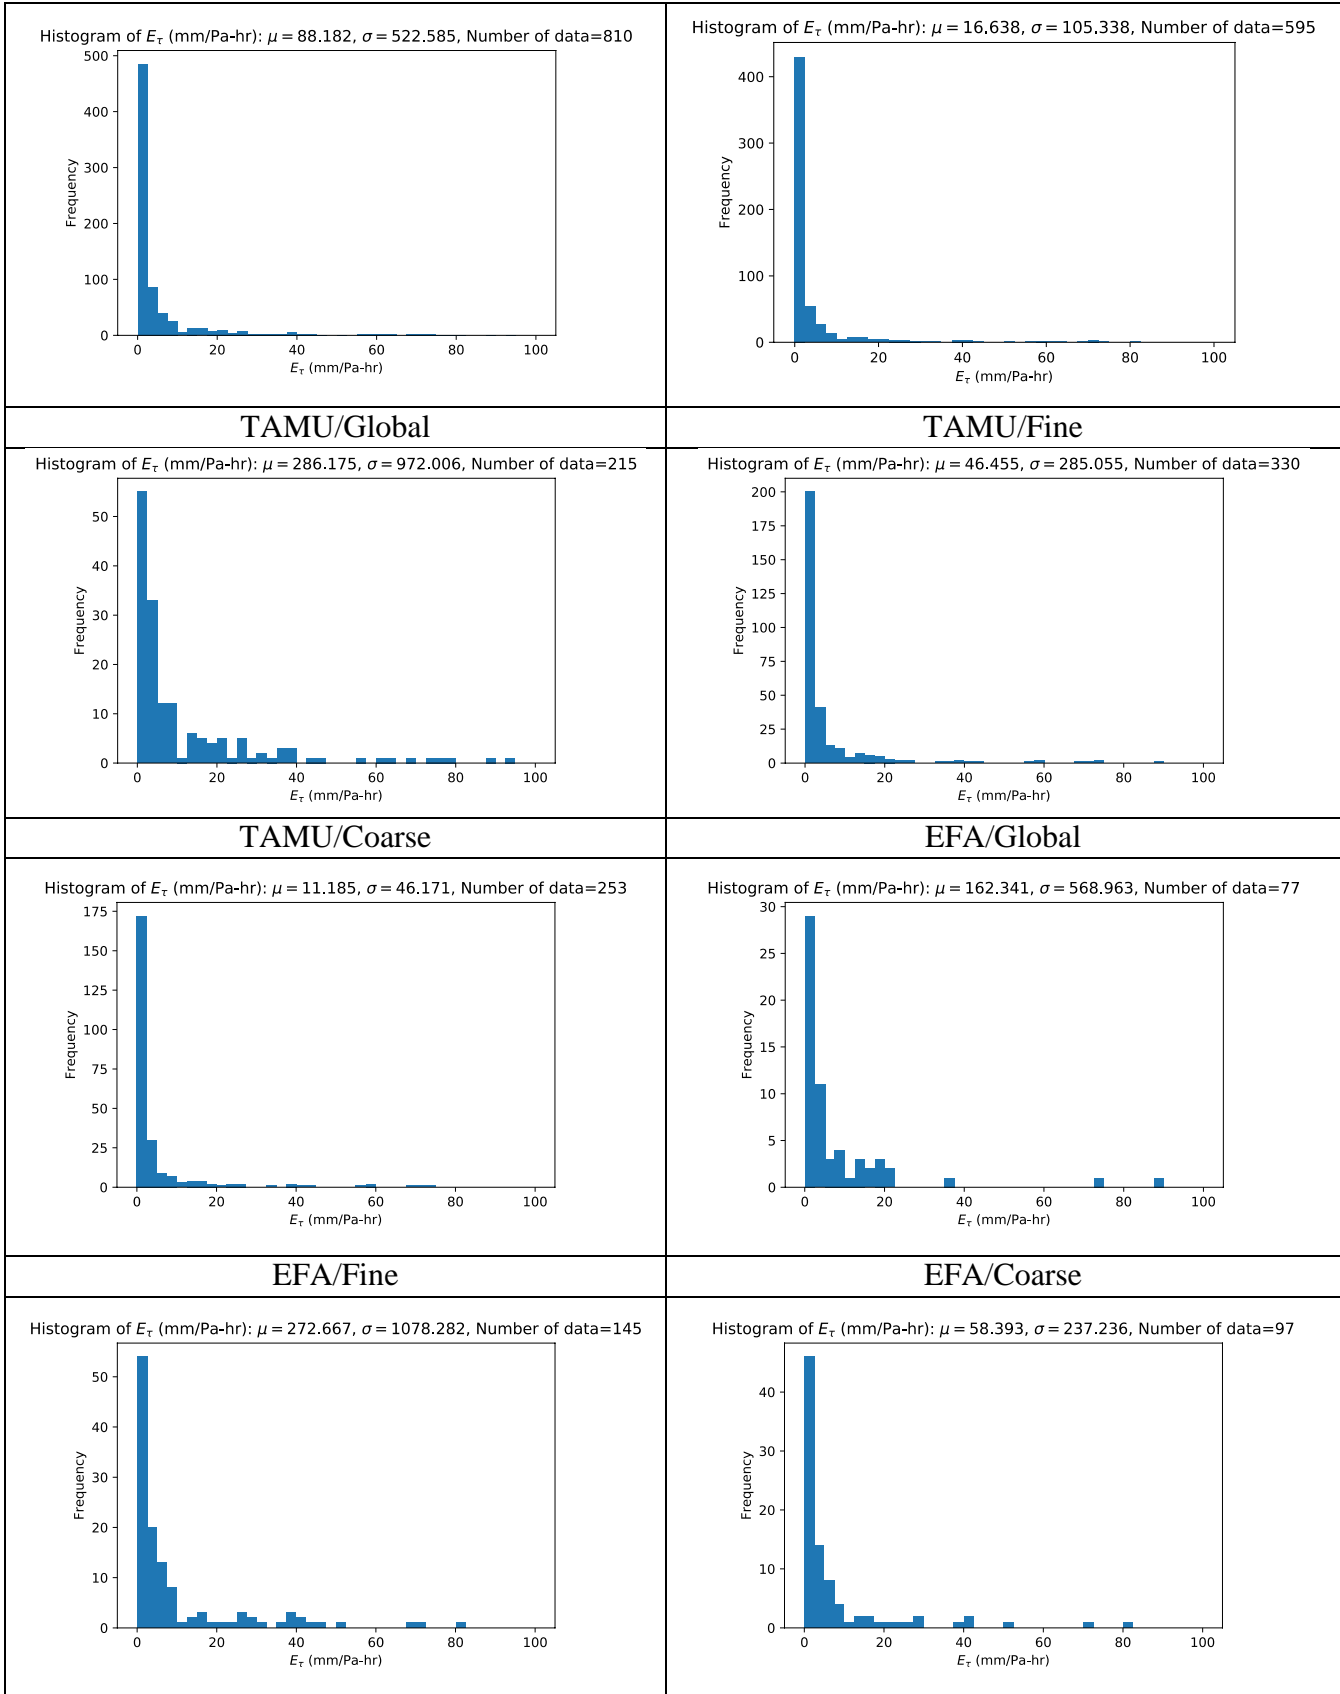 Histogram of Eτ (mm/Pa-hr): μ = 88.182, σ = 522.585, Number of data=810
500
400
300
200
100
0
Frequency
0 20 40 60 80 100
Eτ (mm/Pa-hr)
Histogram of Eτ (mm/Pa-hr): μ = 16.638, σ = 105.338, Number of data=595
400
300
200
100
0
Frequency
0 20 40 60 80 100
Eτ (mm/Pa-hr)
TAMU/Global
TAMU/Fine
Histogram of Eτ (mm/Pa-hr): μ = 286.175, σ = 972.006, Number of data=215
50
40
30
20
10
0
Frequency
0 20 40 60 80 100
Eτ (mm/Pa-hr)
Histogram of Eτ (mm/Pa-hr): μ = 46.455, σ = 285.055, Number of data=330
200
175
150
125
100
75
50
25
0
Frequency
0 20 40 60 80 100
Eτ (mm/Pa-hr)
TAMU/Coarse
EFA/Global
Histogram of Eτ (mm/Pa-hr): μ = 11.185, σ = 46.171, Number of data=253
175
150
125
100
75
50
25
0
Frequency
0 20 40 60 80 100
Eτ (mm/Pa-hr)
Histogram of Eτ (mm/Pa-hr): μ = 162.341, σ = 568.963, Number of data=77
30
25
20
15
10
5
0
Frequency
0 20 40 60 80 100
Eτ (mm/Pa-hr)
EFA/Fine
EFA/Coarse
Histogram of Eτ (mm/Pa-hr): μ = 272.667, σ = 1078.282, Number of data=145
50
40
30
20
10
0
Frequency
0 20 40 60 80 100
Eτ (mm/Pa-hr)
Histogram of Eτ (mm/Pa-hr): μ = 58.393, σ = 237.236, Number of data=97
40
30
20
10
0
Frequency
0 20 40 60 80 100
Eτ (mm/Pa-hr)